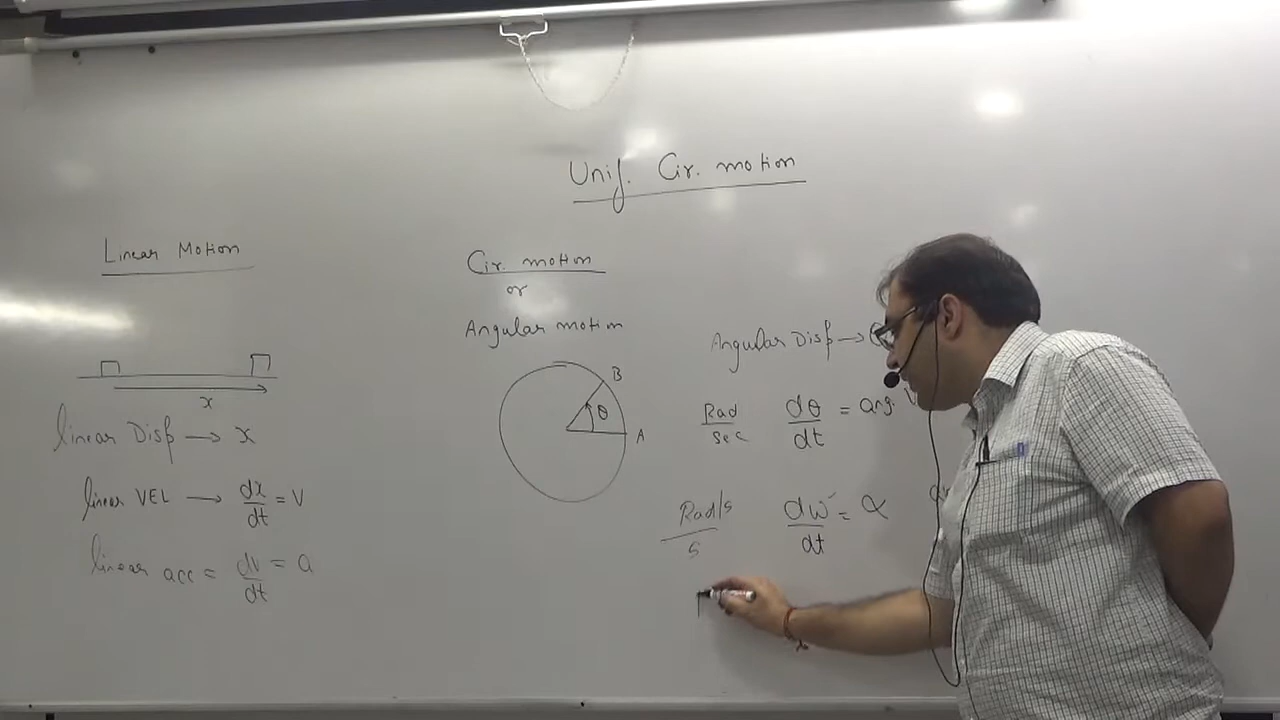 Unif. Cir. motion
Linear Motion
x
linear Disp → x
linear VEL → dx/dt = v
linear acc = dv/dt = a
Cir. motion
or
Angular motion
B
θ
A
Angular Disp →
Rad/sec dθ/dt = ang.
Rad/s/s dω/dt = α